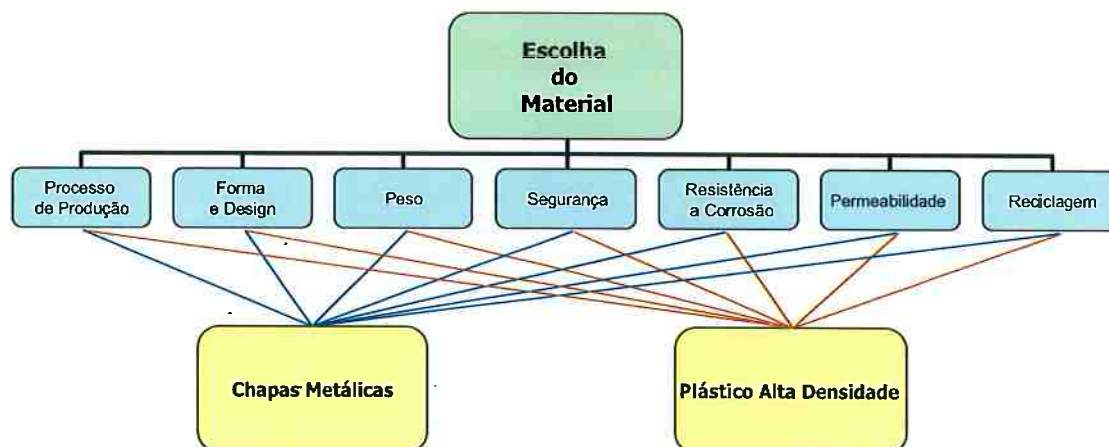 Escolha
do
Material
Processo
de Produção
Forma
e Design
Peso
Segurança
Resistência
a Corrosão
Permeabilidade
Reciclagem
Chapas Metálicas
Plástico Alta Densidade